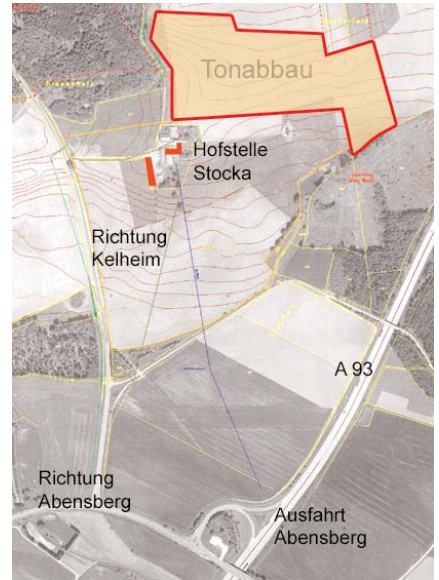 Tonabbau
Hofstelle
Stocka
Richtung
Kelheim
A 93
Richtung
Abensberg
Ausfahrt
Abensberg